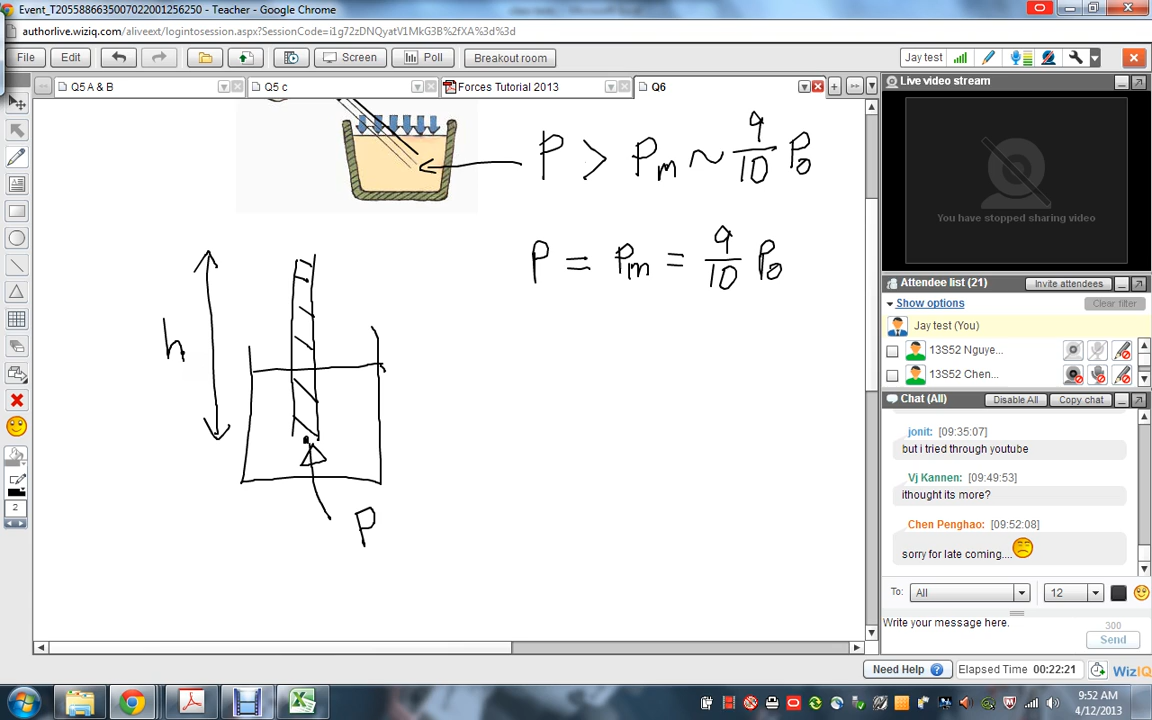 Event_T2055886635007022001256250 - Teacher - Google Chrome
authorlive.wiziq.com/aliveext/logintosession.aspx?SessionCode=i1g72zDNQyatV1MkG3B%2FXA%3d%3d
File Edit Screen Poll Breakout room Jay test
Q5 A & B Q5 c Forces Tutorial 2013 Q6
P > Pm ~ 9/10 P0
P = Pm = 9/10 P0
h
P
2
Live video stream
You have stopped sharing video
Attendee list (21) Invite attendees
Show options Clear filter
Jay test (You)
13S52 Nguye...
13S52 Chen...
Chat (All) Disable All Copy chat
jonit: [09:35:07]
but i tried through youtube
Vj Kannen: [09:49:53]
ithought its more?
Chen Penghao: [09:52:08]
sorry for late coming....
To: All 12
Write your message here.
300
Send
Need Help ? Elapsed Time 00:22:21 WizIQ
9:52 AM
4/12/2013